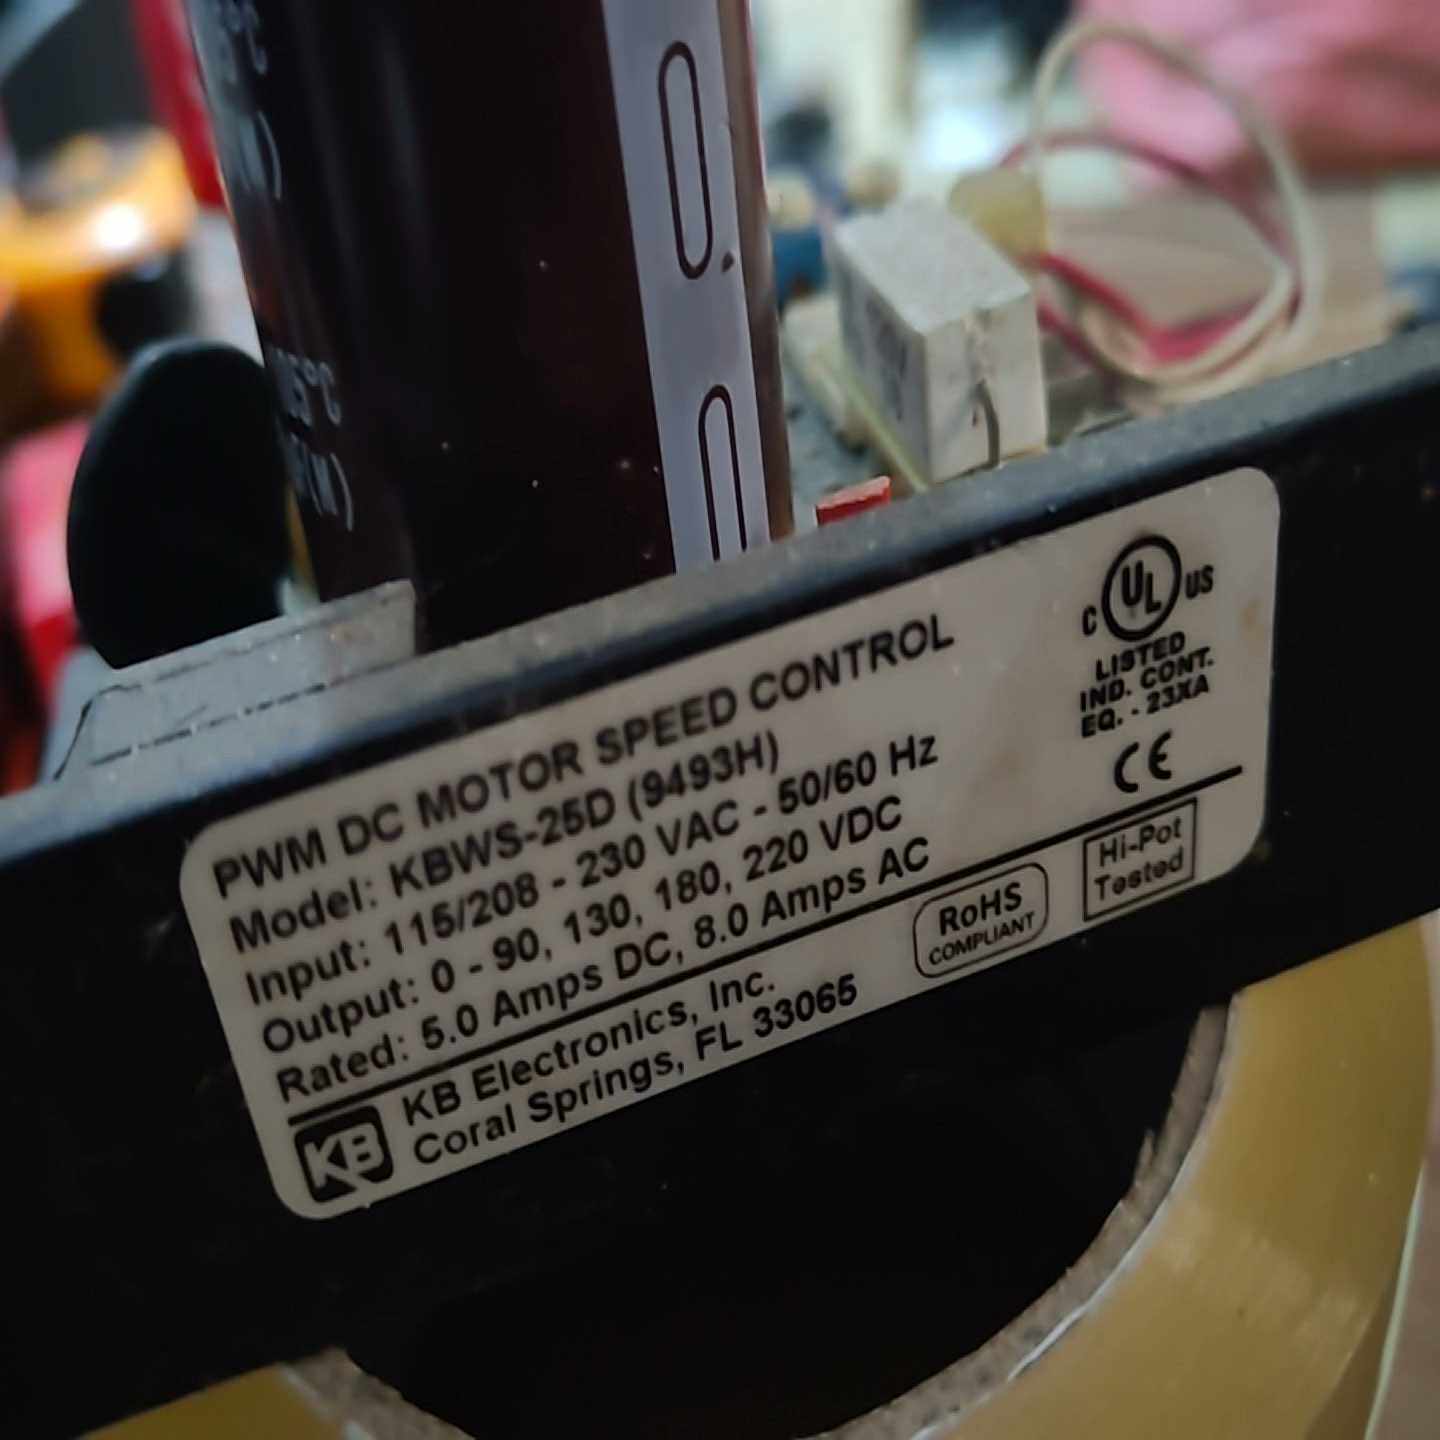 105°C
(M)
PWM DC MOTOR SPEED CONTROL
Model: KBWS-25D (9493H)
Input: 115/208 - 230 VAC - 50/60 Hz
Output: 0 - 90, 130, 180, 220 VDC
Rated: 5.0 Amps DC, 8.0 Amps AC
C UL US
LISTED
IND. CONT.
EQ. - 23XA
CE
KB
KB Electronics, Inc.
Coral Springs, FL 33065
RoHS
COMPLIANT
Hi-Pot
Tested